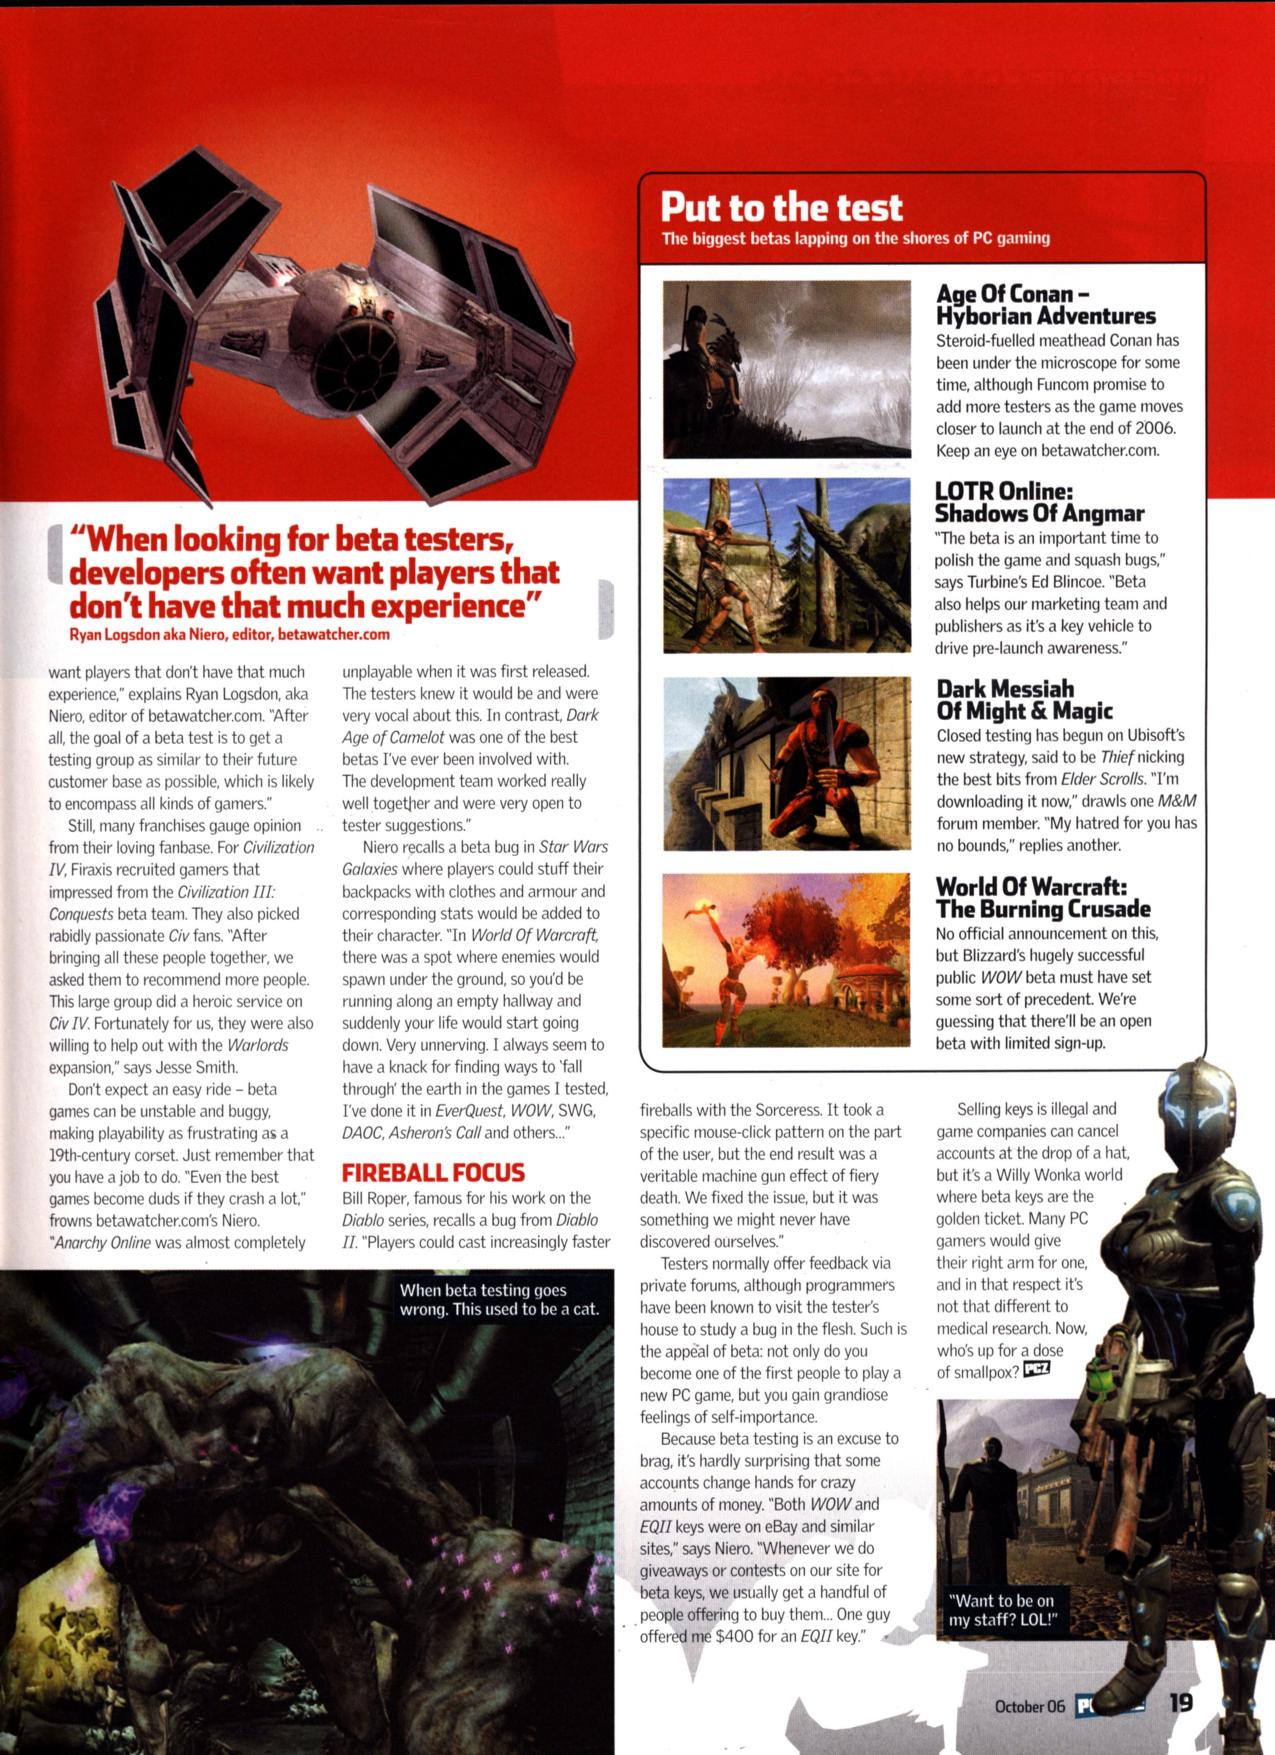 Put to the test
The biggest betas lapping on the shores of PC gaming
Age Of Conan –
Hyborian Adventures
Steroid-fuelled meathead Conan has
been under the microscope for some
time, although Funcom promise to
add more testers as the game moves
closer to launch at the end of 2006.
Keep an eye on betawatcher.com.
LOTR Online:
Shadows Of Angmar
"The beta is an important time to
polish the game and squash bugs,"
says Turbine's Ed Blincoe. "Beta
also helps our marketing team and
publishers as it's a key vehicle to
drive pre-launch awareness."
Dark Messiah
Of Might & Magic
Closed testing has begun on Ubisoft's
new strategy, said to be Thief nicking
the best bits from Elder Scrolls. "I'm
downloading it now," drawls one M&M
forum member. "My hatred for you has
no bounds," replies another.
World Of Warcraft:
The Burning Crusade
No official announcement on this,
but Blizzard's hugely successful
public WOW beta must have set
some sort of precedent. We're
guessing that there'll be an open
beta with limited sign-up.
"When looking for beta testers,
developers often want players that
don't have that much experience"
Ryan Logsdon aka Niero, editor, betawatcher.com
want players that don't have that much
experience," explains Ryan Logsdon, aka
Niero, editor of betawatcher.com. "After
all, the goal of a beta test is to get a
testing group as similar to their future
customer base as possible, which is likely
to encompass all kinds of gamers."
Still, many franchises gauge opinion
from their loving fanbase. For Civilization
IV, Firaxis recruited gamers that
impressed from the Civilization III:
Conquests beta team. They also picked
rabidly passionate Civ fans. "After
bringing all these people together, we
asked them to recommend more people.
This large group did a heroic service on
Civ IV. Fortunately for us, they were also
willing to help out with the Warlords
expansion," says Jesse Smith.
Don't expect an easy ride – beta
games can be unstable and buggy,
making playability as frustrating as a
19th-century corset. Just remember that
you have a job to do. "Even the best
games become duds if they crash a lot,"
frowns betawatcher.com's Niero.
"Anarchy Online was almost completely
unplayable when it was first released.
The testers knew it would be and were
very vocal about this. In contrast, Dark
Age of Camelot was one of the best
betas I've ever been involved with.
The development team worked really
well together and were very open to
tester suggestions."
Niero recalls a beta bug in Star Wars
Galaxies where players could stuff their
backpacks with clothes and armour and
corresponding stats would be added to
their character. "In World Of Warcraft,
there was a spot where enemies would
spawn under the ground, so you'd be
running along an empty hallway and
suddenly your life would start going
down. Very unnerving. I always seem to
have a knack for finding ways to 'fall
through' the earth in the games I tested,
I've done it in EverQuest, WOW, SWG,
DAOC, Asheron's Call and others..."
FIREBALL FOCUS
Bill Roper, famous for his work on the
Diablo series, recalls a bug from Diablo
II. "Players could cast increasingly faster
fireballs with the Sorceress. It took a
specific mouse-click pattern on the part
of the user, but the end result was a
veritable machine gun effect of fiery
death. We fixed the issue, but it was
something we might never have
discovered ourselves."
Testers normally offer feedback via
private forums, although programmers
have been known to visit the tester's
house to study a bug in the flesh. Such is
the appeal of beta: not only do you
become one of the first people to play a
new PC game, but you gain grandiose
feelings of self-importance.
Because beta testing is an excuse to
brag, it's hardly surprising that some
accounts change hands for crazy
amounts of money. "Both WOW and
EQII keys were on eBay and similar
sites," says Niero. "Whenever we do
giveaways or contests on our site for
beta keys, we usually get a handful of
people offering to buy them... One guy
offered me $400 for an EQII key."
Selling keys is illegal and
game companies can cancel
accounts at the drop of a hat,
but it's a Willy Wonka world
where beta keys are the
golden ticket. Many PC
gamers would give
their right arm for one,
and in that respect it's
not that different to
medical research. Now,
who's up for a dose
of smallpox? PCZ
When beta testing goes
wrong. This used to be a cat.
"Want to be on
my staff? LOL!"
October 06
19